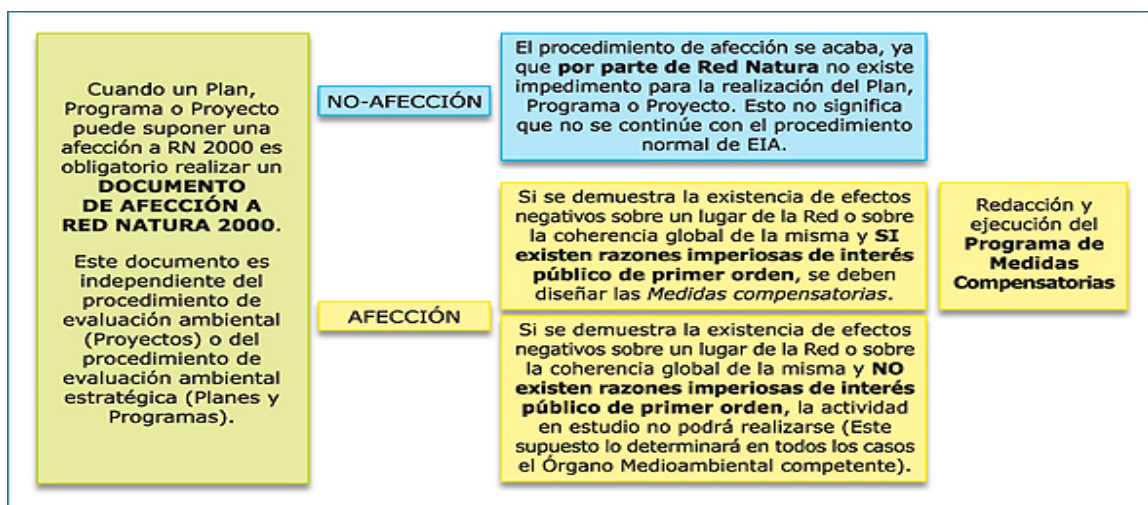 Cuando un Plan,
Programa o Proyecto
puede suponer una
afección a RN 2000 es
obligatorio realizar un
DOCUMENTO
DE AFECCIÓN A
RED NATURA 2000.
Este documento es
independiente del
procedimiento de
evaluación ambiental
(Proyectos) o del
procedimiento de
evaluación ambiental
estratégica (Planes y
Programas).
NO-AFECCIÓN
El procedimiento de afección se acaba, ya
que por parte de Red Natura no existe
impedimento para la realización del Plan,
Programa o Proyecto. Esto no significa
que no se continúe con el procedimiento
normal de EIA.
AFECCIÓN
Si se demuestra la existencia de efectos
negativos sobre un lugar de la Red o sobre
la coherencia global de la misma y SI
existen razones imperiosas de interés
público de primer orden, se deben
diseñar las Medidas compensatorias.
Redacción y
ejecución del
Programa de
Medidas
Compensatorias
Si se demuestra la existencia de efectos
negativos sobre un lugar de la Red o sobre
la coherencia global de la misma y NO
existen razones imperiosas de interés
público de primer orden, la actividad
en estudio no podrá realizarse (Este
supuesto lo determinará en todos los casos
el Órgano Medioambiental competente).